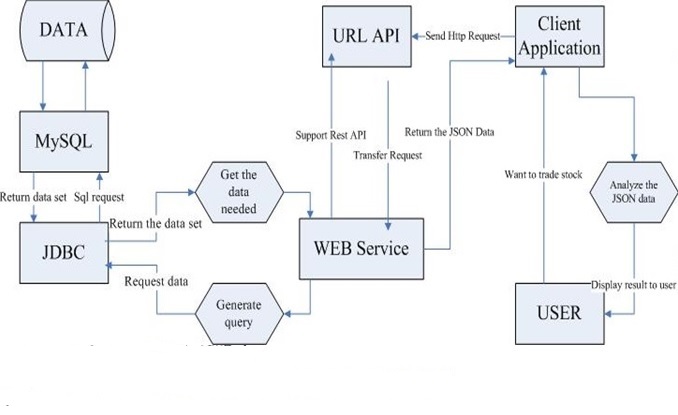 DATA
URL API
Send Http Request
Client
Application
MySQL
Support Rest API
Return the JSON Data
Transfer Request
Get the
data
needed
Want to trade stock
Analyze the
JSON data
Return data set
Sql request
Return the data set
JDBC
WEB Service
Request data
Display result to user
Generate
query
USER